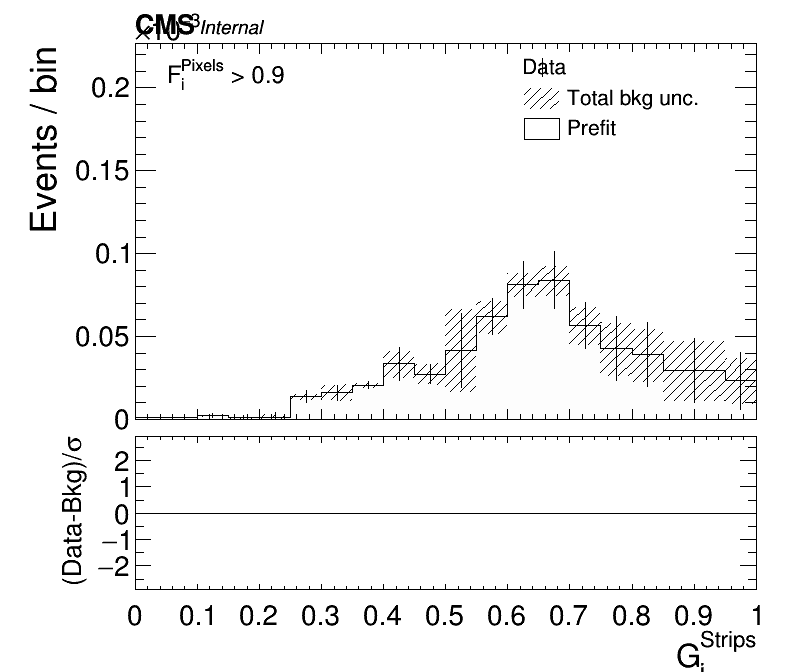 CMS Internal
×10³
F_i^Pixels > 0.9
Data
Total bkg unc.
Prefit
Events / bin
0.2
0.15
0.1
0.05
0
(Data-Bkg)/σ
2
1
0
−1
−2
0 0.1 0.2 0.3 0.4 0.5 0.6 0.7 0.8 0.9 1
G_i^Strips